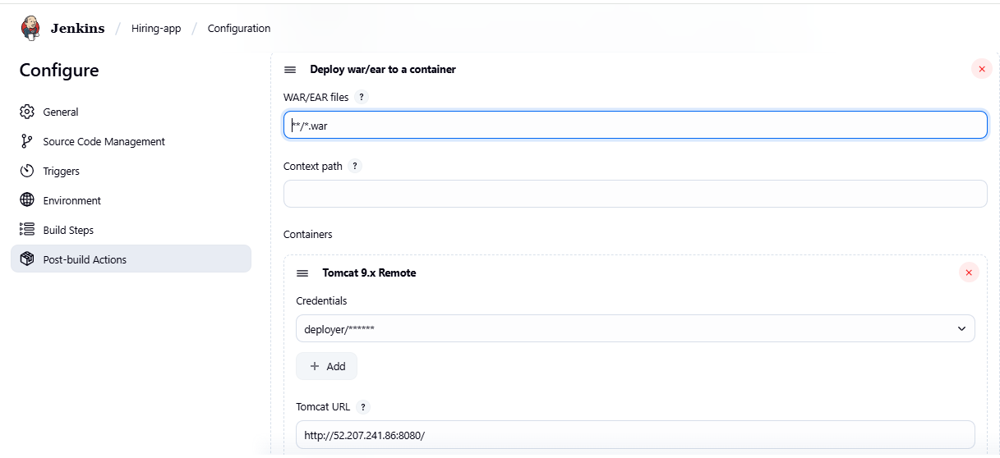 Jenkins / Hiring-app / Configuration
Configure
General
Source Code Management
Triggers
Environment
Build Steps
Post-build Actions
Deploy war/ear to a container
WAR/EAR files ?
**/*.war
Context path ?
Containers
Tomcat 9.x Remote
Credentials
deployer/******
+ Add
Tomcat URL ?
http://52.207.241.86:8080/